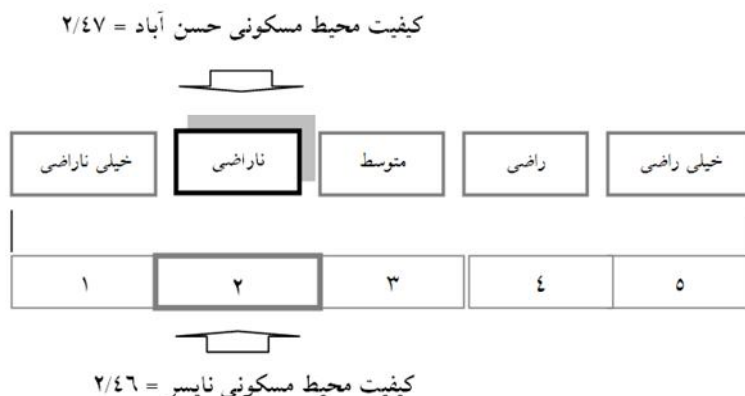 کیفیت محیط مسکونی حسن آباد = ۲/٤۷
خیلی راضی راضی متوسط ناراضی خیلی ناراضی
۱ ۲ ۳ ٤ ٥
کیفیت محیط مسکونی نایسر = ۲/٤٦